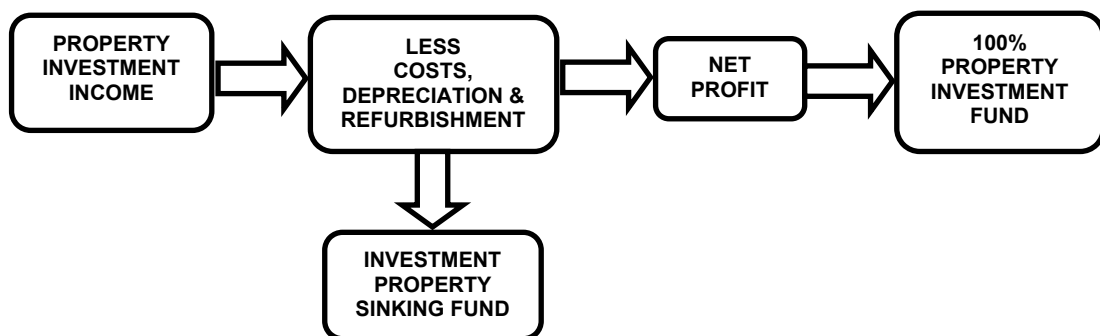 PROPERTY
INVESTMENT
INCOME
LESS
COSTS,
DEPRECIATION &
REFURBISHMENT
NET
PROFIT
100%
PROPERTY
INVESTMENT
FUND
INVESTMENT
PROPERTY
SINKING FUND